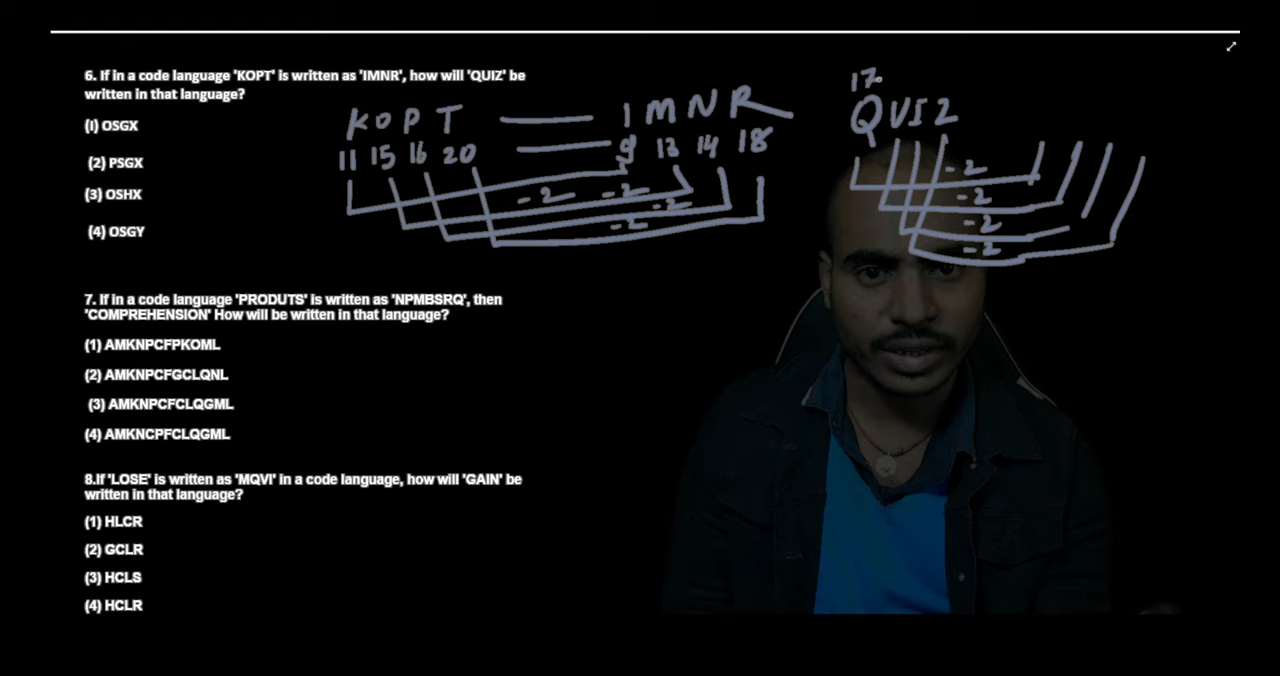 6. If in a code language 'KOPT' is written as 'IMNR', how will 'QUIZ' be
written in that language?
(I) OSGX
(2) PSGX
(3) OSHX
(4) OSGY
K O P T — I M N R
11 15 16 20 — 9 13 14 18
-2 -2
-2
-2
17
QUIZ
-2
-2
-2
-2
7. If in a code language 'PRODUTS' is written as 'NPMBSRQ', then
'COMPREHENSION' How will be written in that language?
(1) AMKNPCFPKOML
(2) AMKNPCFGCLQNL
(3) AMKNPCFCLQGML
(4) AMKNCPFCLQGML
8.If 'LOSE' is written as 'MQVI' in a code language, how will 'GAIN' be
written in that language?
(1) HLCR
(2) GCLR
(3) HCLS
(4) HCLR